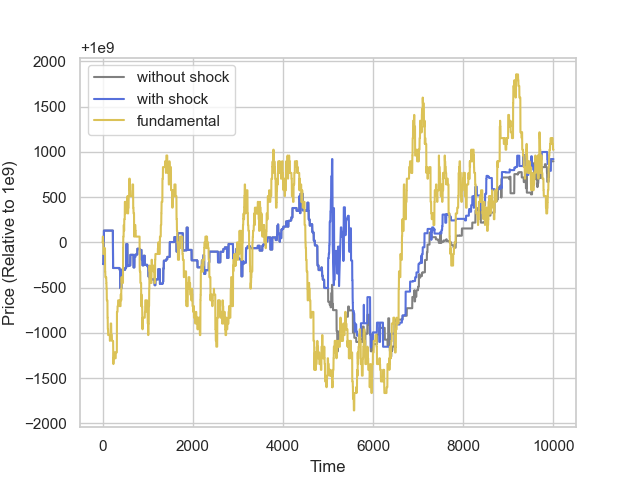 +1e9
2000
1500
1000
500
0
−500
−1000
−1500
−2000
Price (Relative to 1e9)
without shock
with shock
fundamental
0 2000 4000 6000 8000 10000
Time